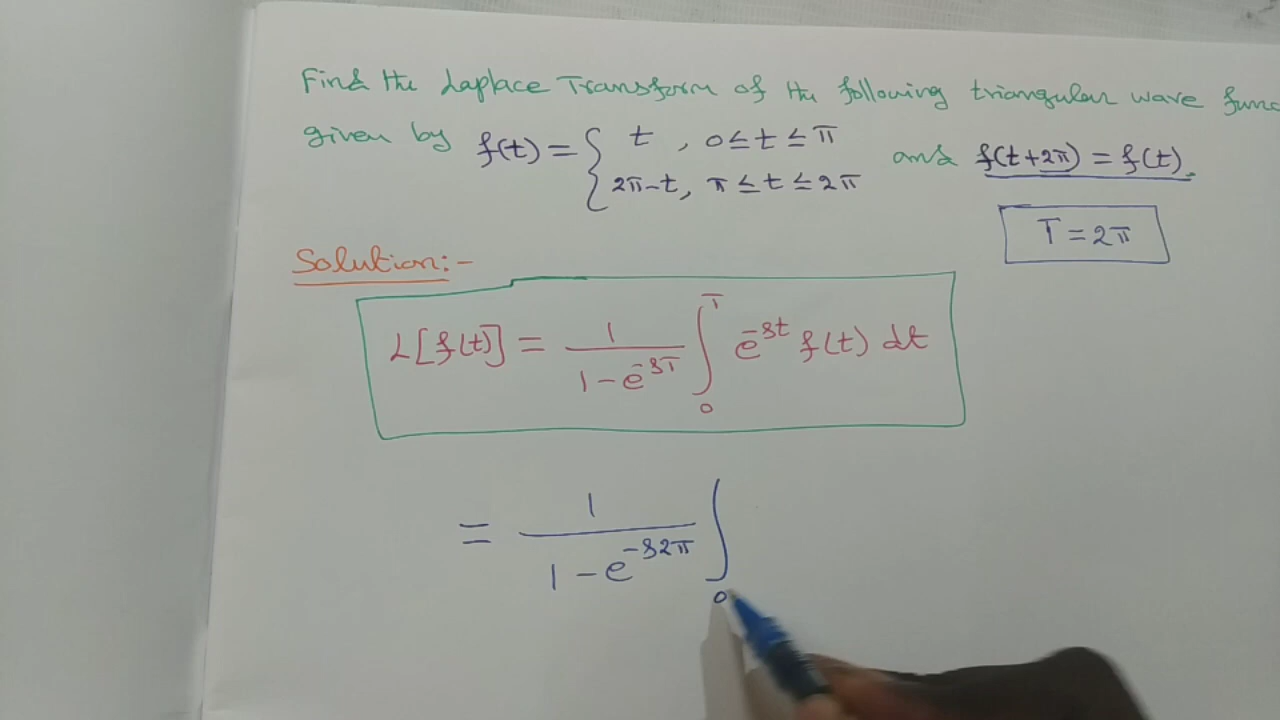 Find the Laplace Transform of the following triangular wave func
given by f(t) = { t , 0 ≤ t ≤ π
2π-t, π ≤ t ≤ 2π and f(t+2π) = f(t).
T = 2π
Solution:-
L[f(t)] = 1/(1-e^{-sT}) ∫_0^T e^{-st} f(t) dt
= 1/(1-e^{-s2π}) ∫_0